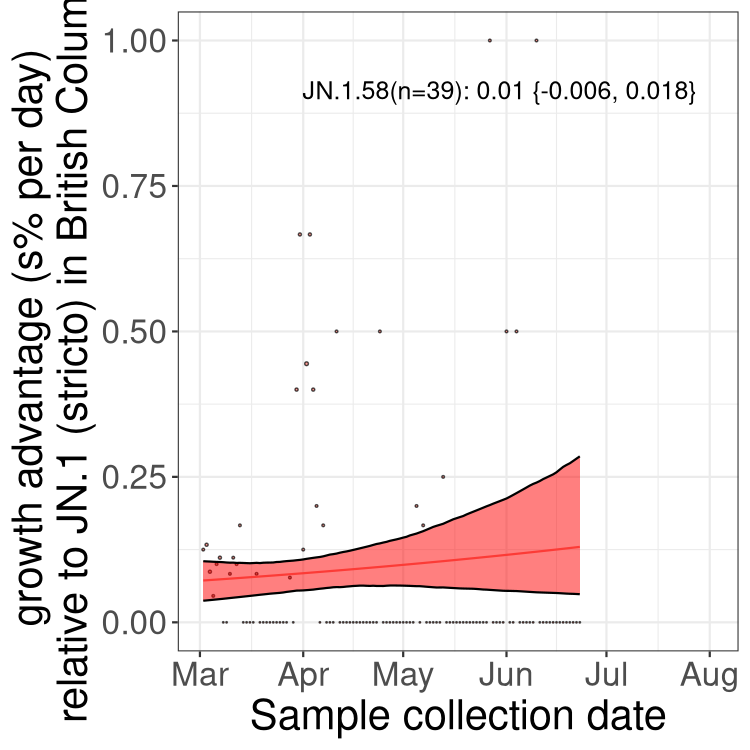 growth advantage (s% per day)
relative to JN.1 (stricto) in British Colum
1.00
0.75
0.50
0.25
0.00
JN.1.58(n=39): 0.01 {-0.006, 0.018}
Mar Apr May Jun Jul Aug
Sample collection date